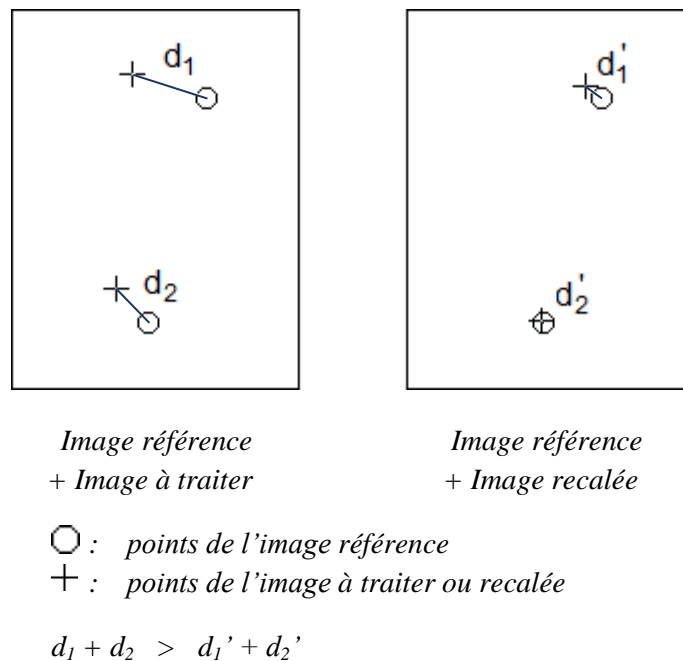 d₁
d₁'
d₂
d₂'
Image référence
+ Image à traiter
Image référence
+ Image recalée
: points de l'image référence
+ : points de l'image à traiter ou recalée
d₁ + d₂ > d₁' + d₂'